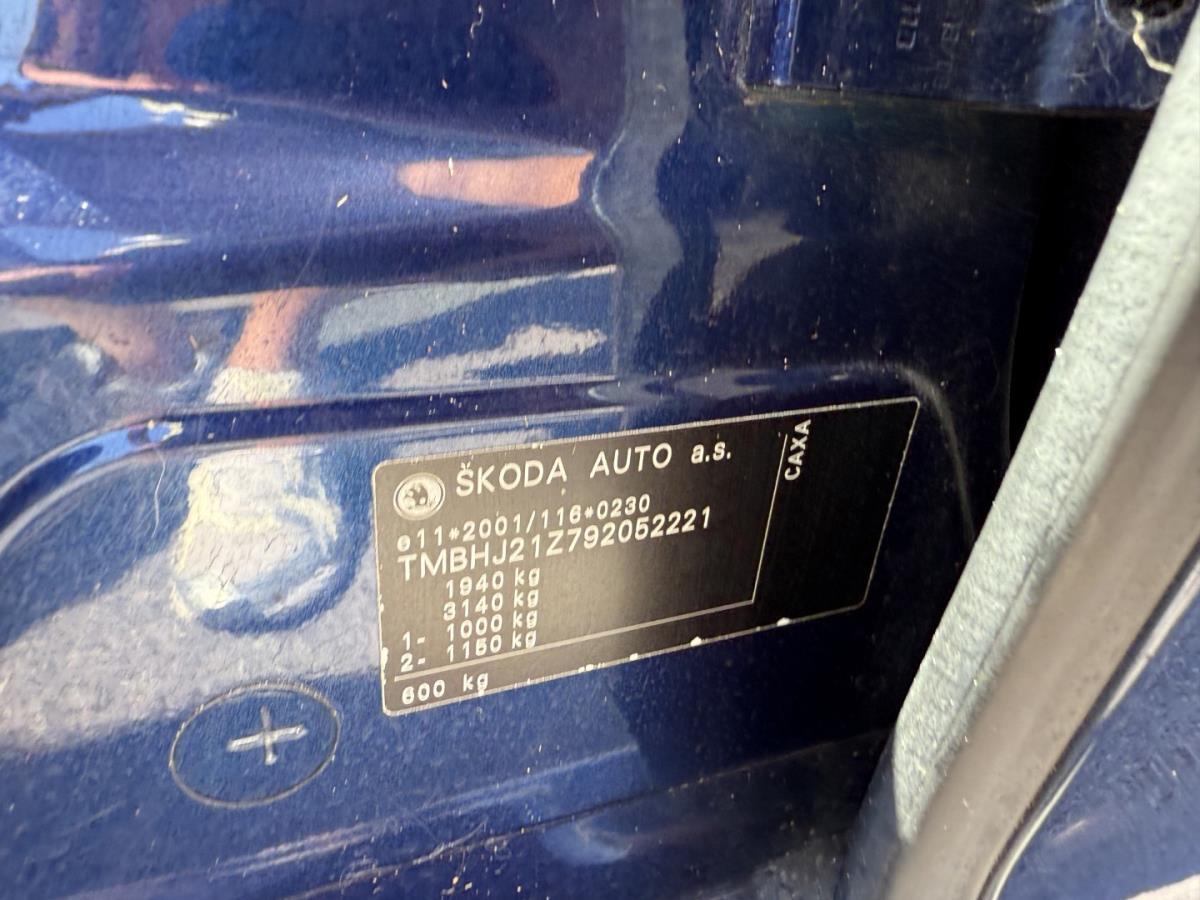 ŠKODA AUTO a.s.
CAXA
e11*2001/116*0230
TMBHJ21Z792052221
1940 kg
3140 kg
1- 1000 kg
2- 1150 kg
600 kg